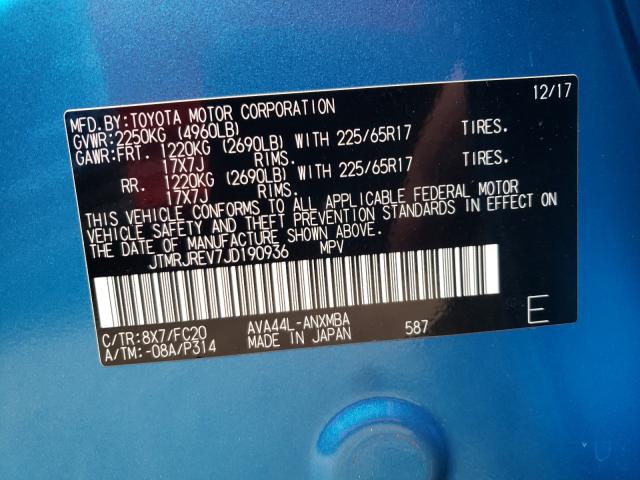 12/17
MFD.BY:TOYOTA MOTOR CORPORATION
GVWR:2250KG (4960LB)
GAWR:FRT. 1220KG (2690LB) WITH 225/65R17 TIRES.
17X7J RIMS.
RR. 1220KG (2690LB) WITH 225/65R17 TIRES.
17X7J RIMS.
THIS VEHICLE CONFORMS TO ALL APPLICABLE FEDERAL MOTOR
VEHICLE SAFETY AND THEFT PREVENTION STANDARDS IN EFFECT ON
THE DATE OF MANUFACTURE SHOWN ABOVE.
JTMRJREV7JD190936 MPV
C/TR:8X7/FC20 AVA44L-ANXMBA 587 E
A/TM:-08A/P314 MADE IN JAPAN